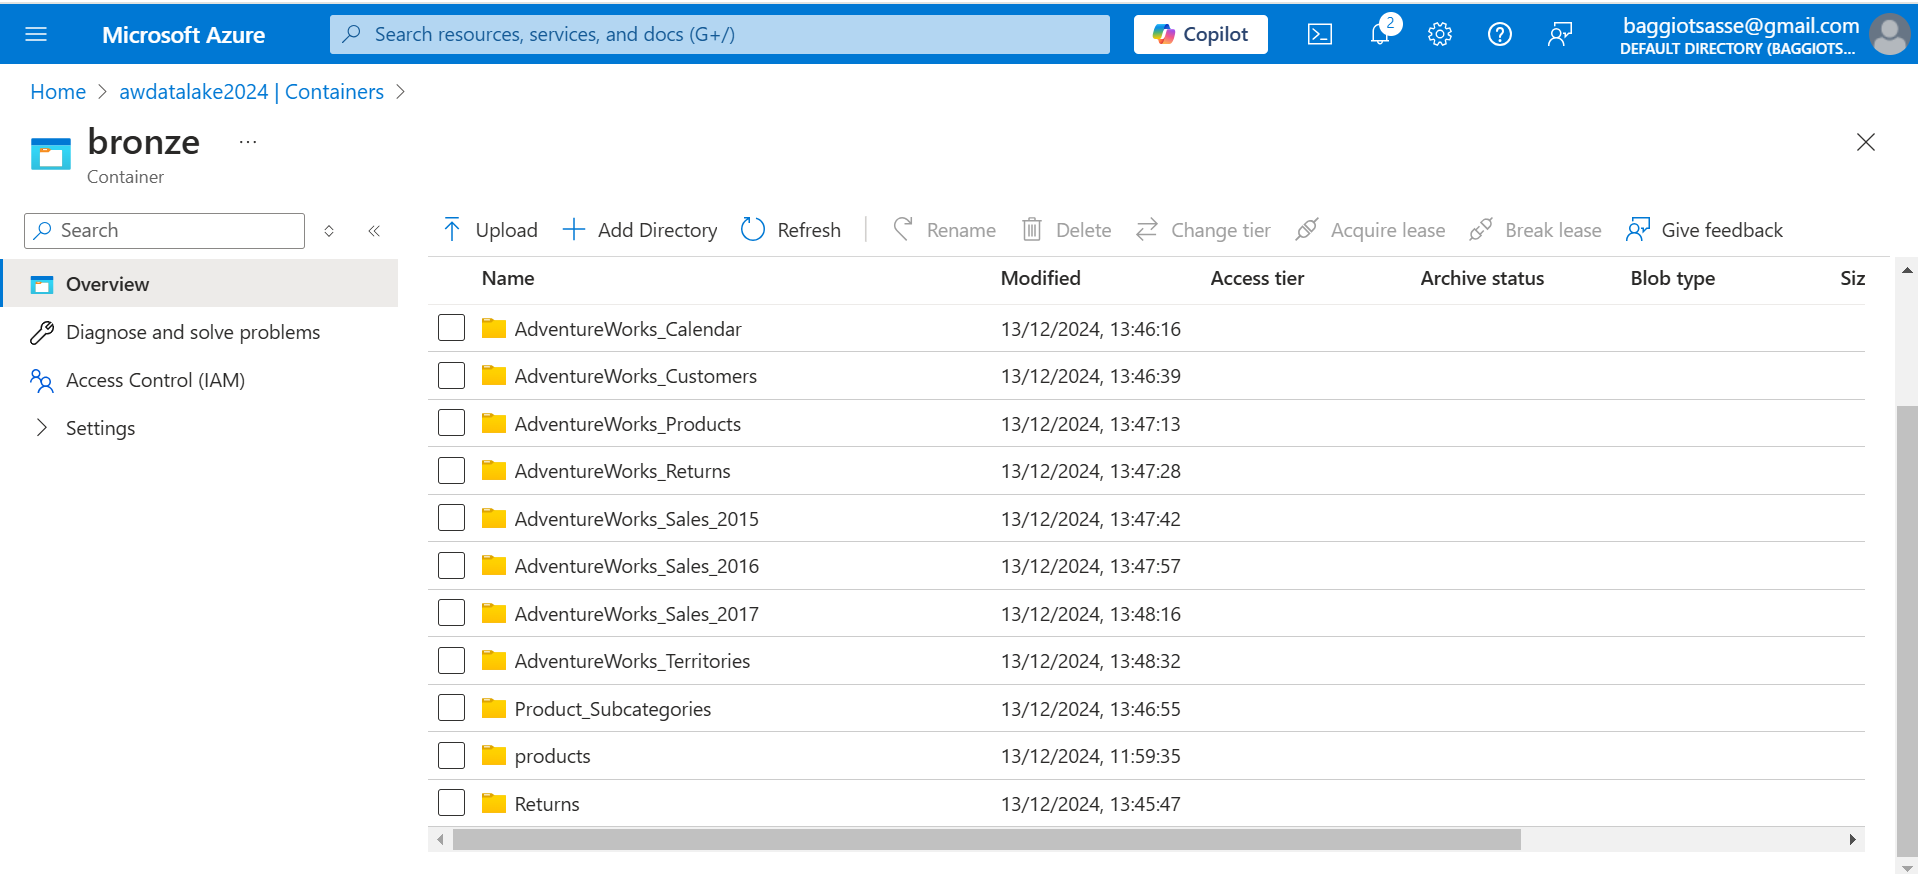 Microsoft Azure
Search resources, services, and docs (G+/)
Copilot
2
baggiotsasse@gmail.com
DEFAULT DIRECTORY (BAGGIOTS...
Home > awdatalake2024 | Containers >
bronze ...
Container
Search
Upload
Add Directory
Refresh
Rename
Delete
Change tier
Acquire lease
Break lease
Give feedback
Overview
Diagnose and solve problems
Access Control (IAM)
Settings
Name Modified Access tier Archive status Blob type Siz
AdventureWorks_Calendar 13/12/2024, 13:46:16
AdventureWorks_Customers 13/12/2024, 13:46:39
AdventureWorks_Products 13/12/2024, 13:47:13
AdventureWorks_Returns 13/12/2024, 13:47:28
AdventureWorks_Sales_2015 13/12/2024, 13:47:42
AdventureWorks_Sales_2016 13/12/2024, 13:47:57
AdventureWorks_Sales_2017 13/12/2024, 13:48:16
AdventureWorks_Territories 13/12/2024, 13:48:32
Product_Subcategories 13/12/2024, 13:46:55
products 13/12/2024, 11:59:35
Returns 13/12/2024, 13:45:47